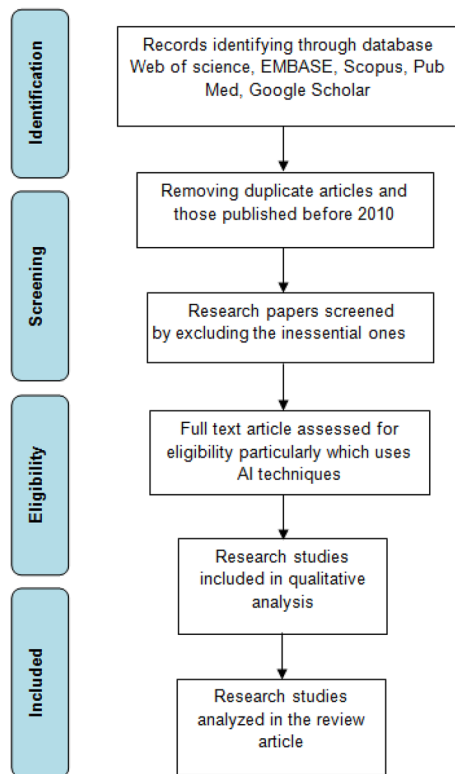 Identification
Records identifying through database
Web of science, EMBASE, Scopus, Pub
Med, Google Scholar
Screening
Removing duplicate articles and
those published before 2010
Research papers screened
by excluding the inessential ones
Eligibility
Full text article assessed for
eligibility particularly which uses
AI techniques
Research studies
included in qualitative
analysis
Included
Research studies
analyzed in the review
article